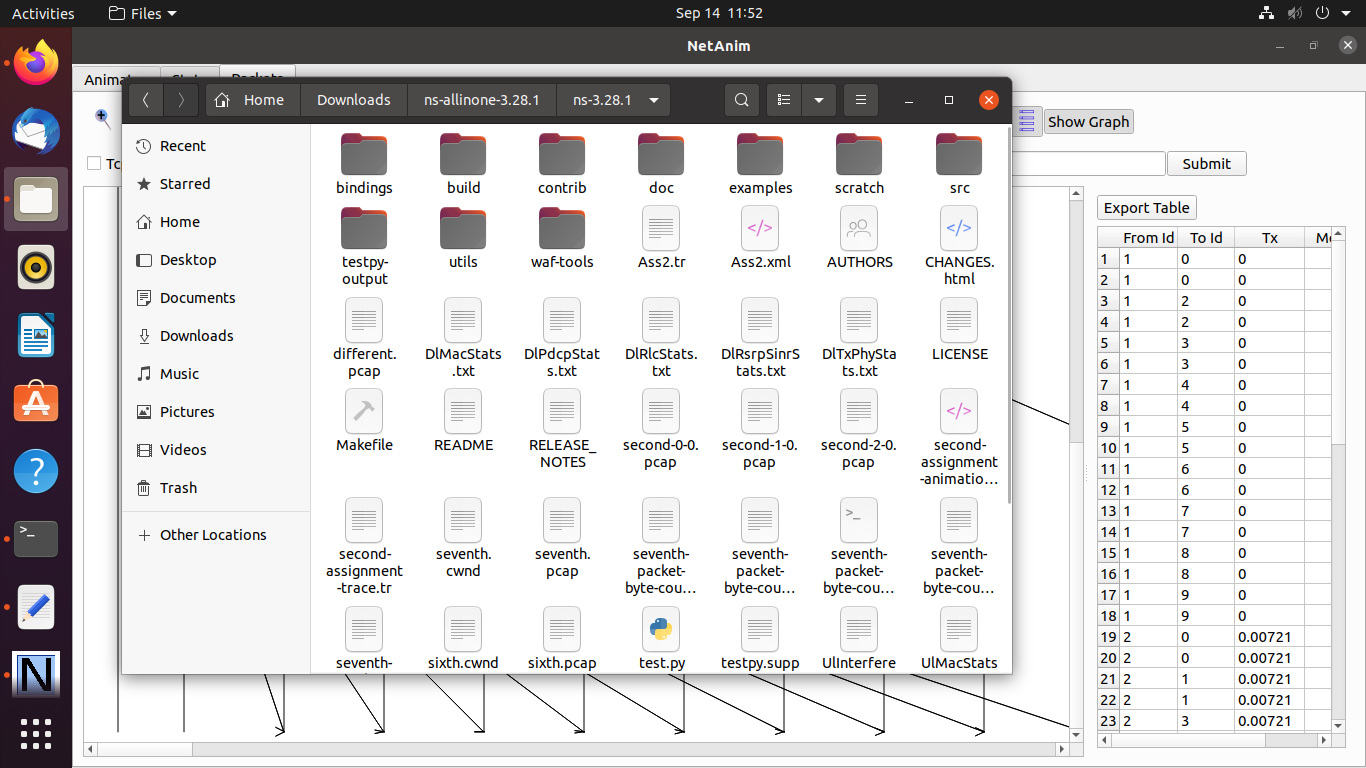 Activities
Files
Sep 14 11:52
NetAnim
Packets
Home
Downloads
ns-allinone-3.28.1
ns-3.28.1
Show Graph
Submit
Recent
Starred
Home
Desktop
Documents
Downloads
Music
Pictures
Videos
Trash
Other Locations
bindings
build
contrib
doc
examples
scratch
src
testpy-
output
utils
waf-tools
Ass2.tr
Ass2.xml
AUTHORS
CHANGES.
html
different.
pcap
DlMacStats
.txt
DlPdcpStat
s.txt
DlRlcStats.
txt
DlRsrpSinrS
tats.txt
DlTxPhySta
ts.txt
LICENSE
Makefile
README
RELEASE_
NOTES
second-0-0.
pcap
second-1-0.
pcap
second-2-0.
pcap
second-
assignment
-animatio...
second-
assignment
-trace.tr
seventh.
cwnd
seventh.
pcap
seventh-
packet-
byte-cou...
seventh-
packet-
byte-cou...
seventh-
packet-
byte-cou...
seventh-
packet-
byte-cou...
seventh-
sixth.cwnd
sixth.pcap
test.py
testpy.supp
UlInterfere
UlMacStats
Export Table
From Id To Id Tx
1 1 0 0
2 1 0 0
3 1 2 0
4 1 2 0
5 1 3 0
6 1 3 0
7 1 4 0
8 1 4 0
9 1 5 0
10 1 5 0
11 1 6 0
12 1 6 0
13 1 7 0
14 1 7 0
15 1 8 0
16 1 8 0
17 1 9 0
18 1 9 0
19 2 0 0.00721
20 2 0 0.00721
21 2 1 0.00721
22 2 1 0.00721
23 2 3 0.00721